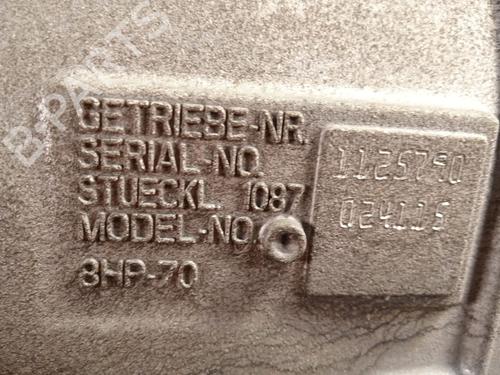 B-PARTS
GETRIEBE-NR.
SERIAL-NO.
STUECKL. 1087
MODEL-NO.
8HP-70
1125790
024115